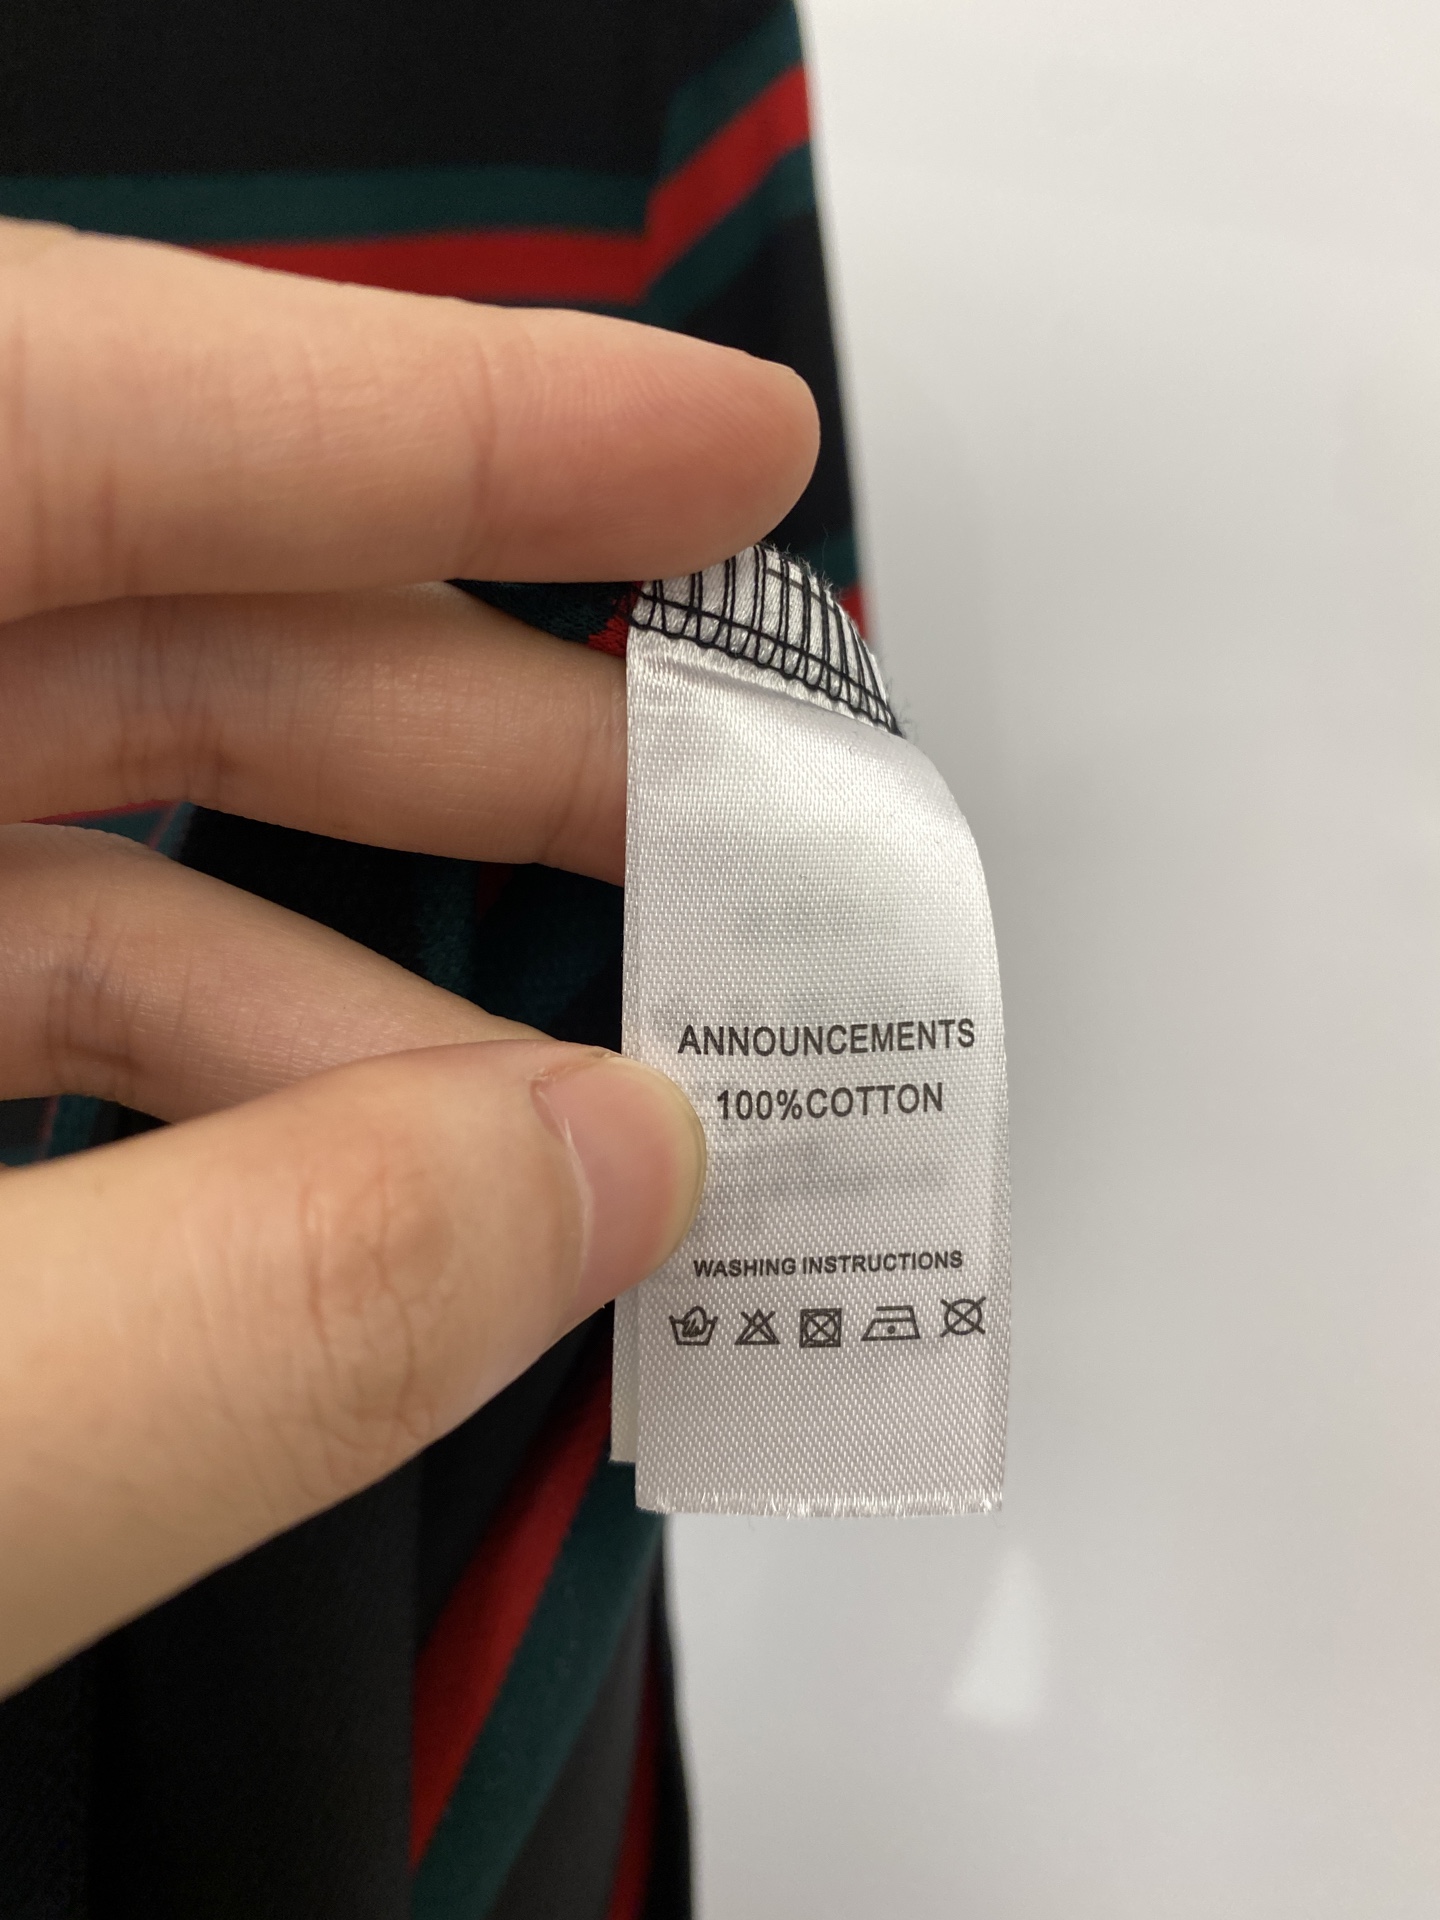 ANNOUNCEMENTS
100%COTTON
WASHING INSTRUCTIONS